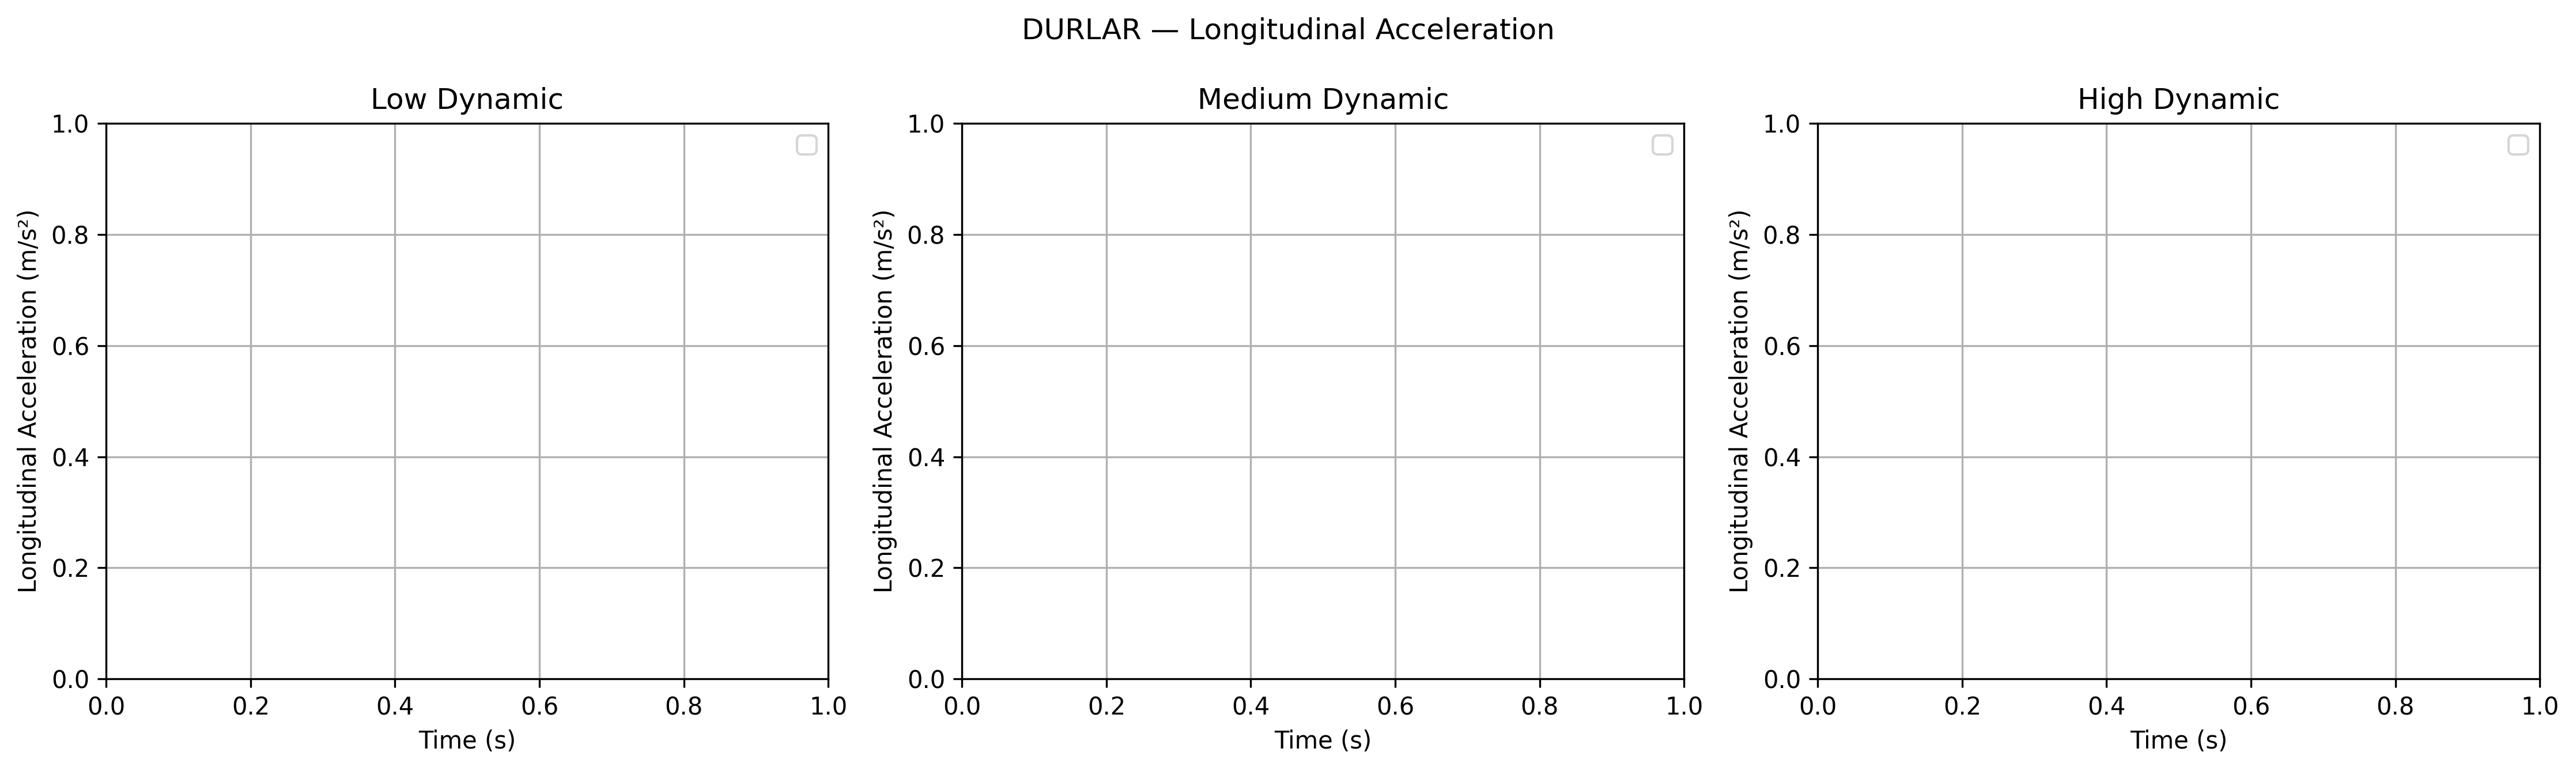 DURLAR — Longitudinal Acceleration
Low Dynamic
Longitudinal Acceleration (m/s²)
1.0
0.8
0.6
0.4
0.2
0.0
0.0 0.2 0.4 0.6 0.8 1.0
Time (s)
Medium Dynamic
Longitudinal Acceleration (m/s²)
1.0
0.8
0.6
0.4
0.2
0.0
0.0 0.2 0.4 0.6 0.8 1.0
Time (s)
High Dynamic
Longitudinal Acceleration (m/s²)
1.0
0.8
0.6
0.4
0.2
0.0
0.0 0.2 0.4 0.6 0.8 1.0
Time (s)